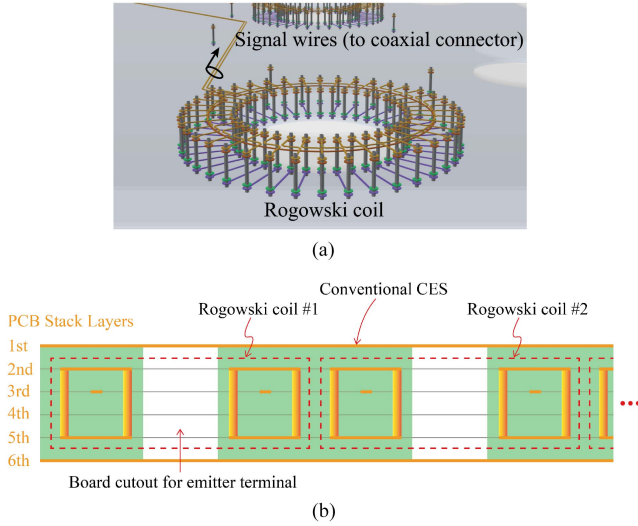 Signal wires (to coaxial connector)
Rogowski coil
(a)
Conventional CES
Rogowski coil #1
Rogowski coil #2
PCB Stack Layers
1st
2nd
3rd
4th
5th
6th
Board cutout for emitter terminal
(b)